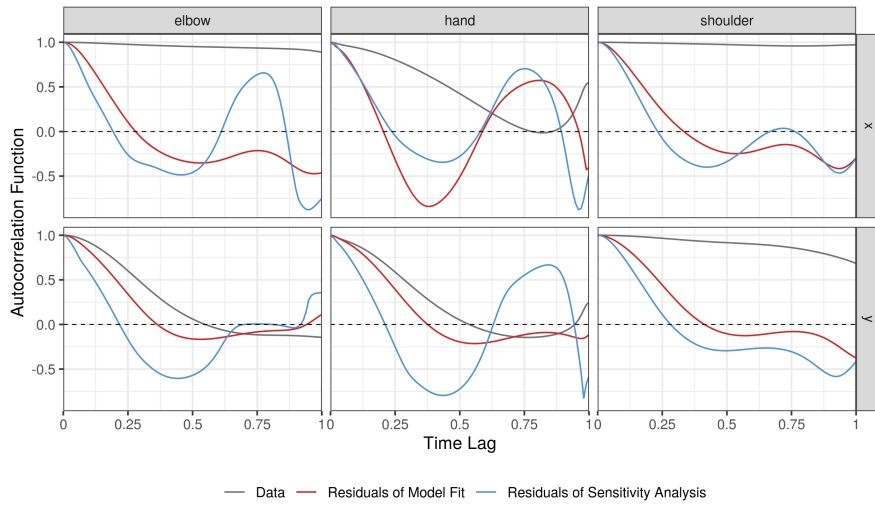 elbow hand shoulder
1.0
0.5
0.0
-0.5
x
1.0
0.5
0.0
-0.5
y
0 0.25 0.5 0.75 1 0 0.25 0.5 0.75 1 0 0.25 0.5 0.75 1
Autocorrelation Function
Time Lag
Data Residuals of Model Fit Residuals of Sensitivity Analysis